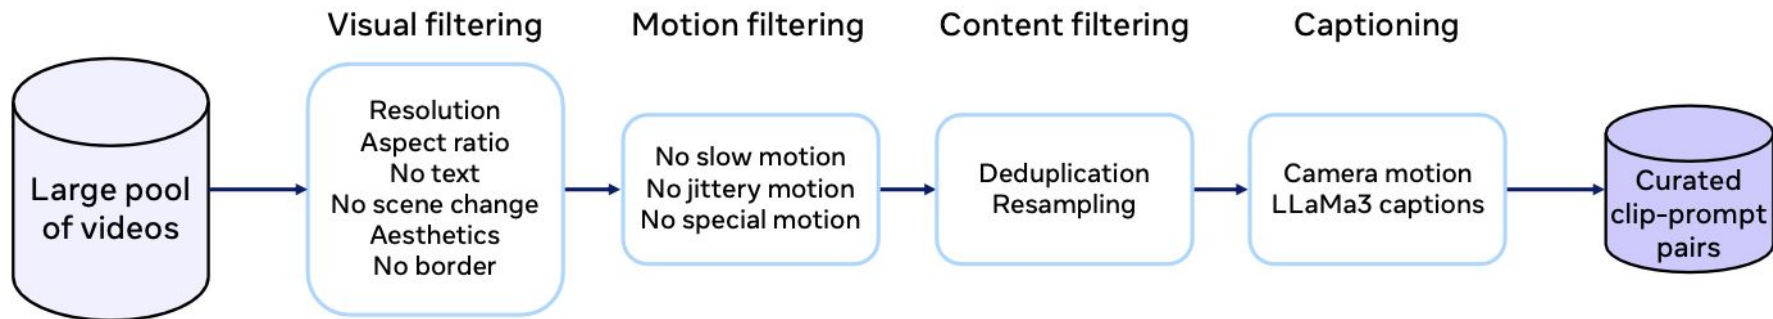 Visual filtering
Motion filtering
Content filtering
Captioning
Large pool
of videos
Resolution
Aspect ratio
No text
No scene change
Aesthetics
No border
No slow motion
No jittery motion
No special motion
Deduplication
Resampling
Camera motion
LLaMa3 captions
Curated
clip-prompt
pairs